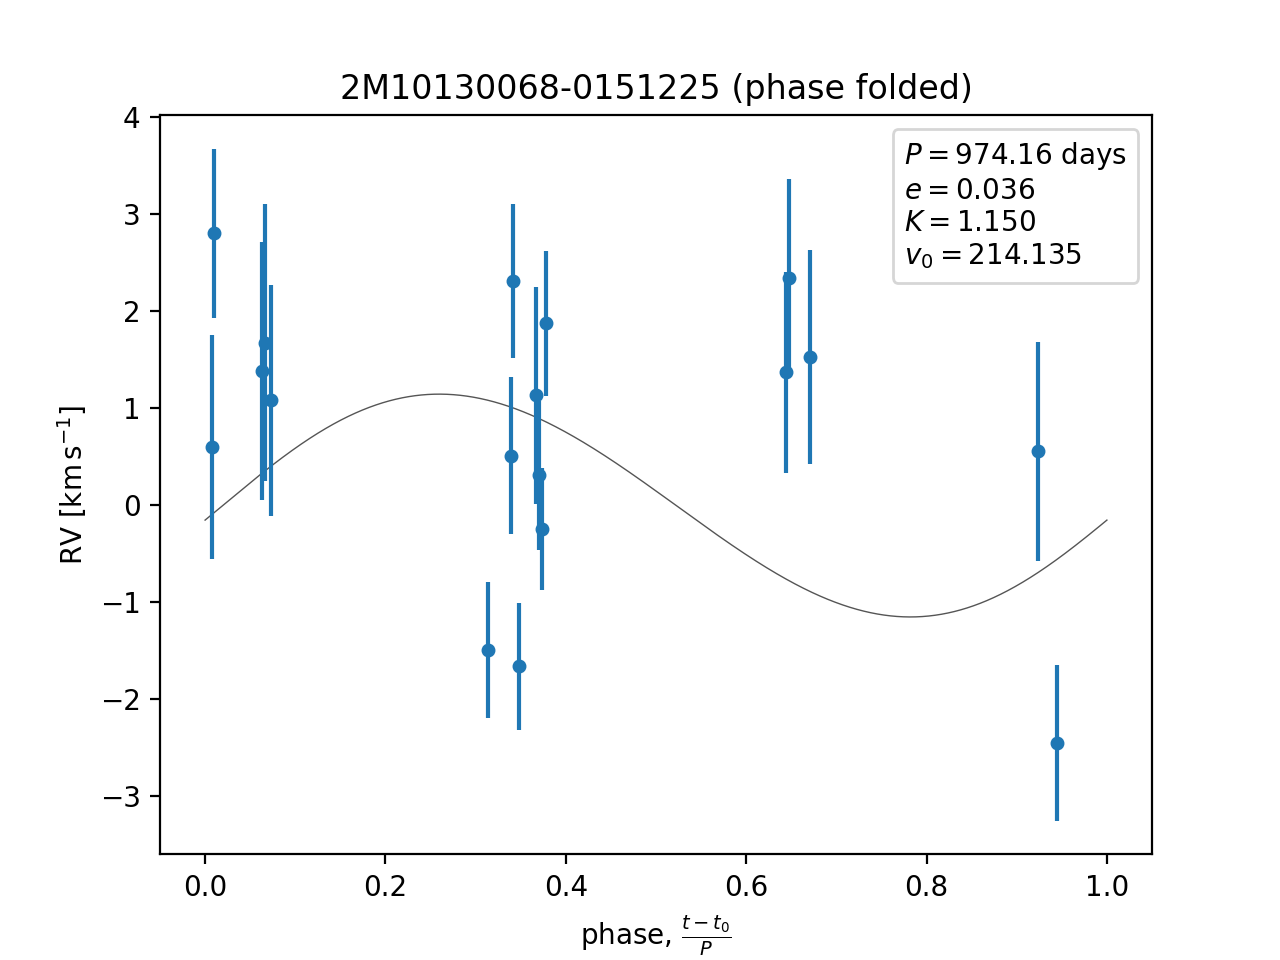 2M10130068-0151225 (phase folded)
P = 974.16 days
e = 0.036
K = 1.150
v₀ = 214.135
RV [km s⁻¹]
4
3
2
1
0
−1
−2
−3
0.0 0.2 0.4 0.6 0.8 1.0
phase, (t − t₀)/P